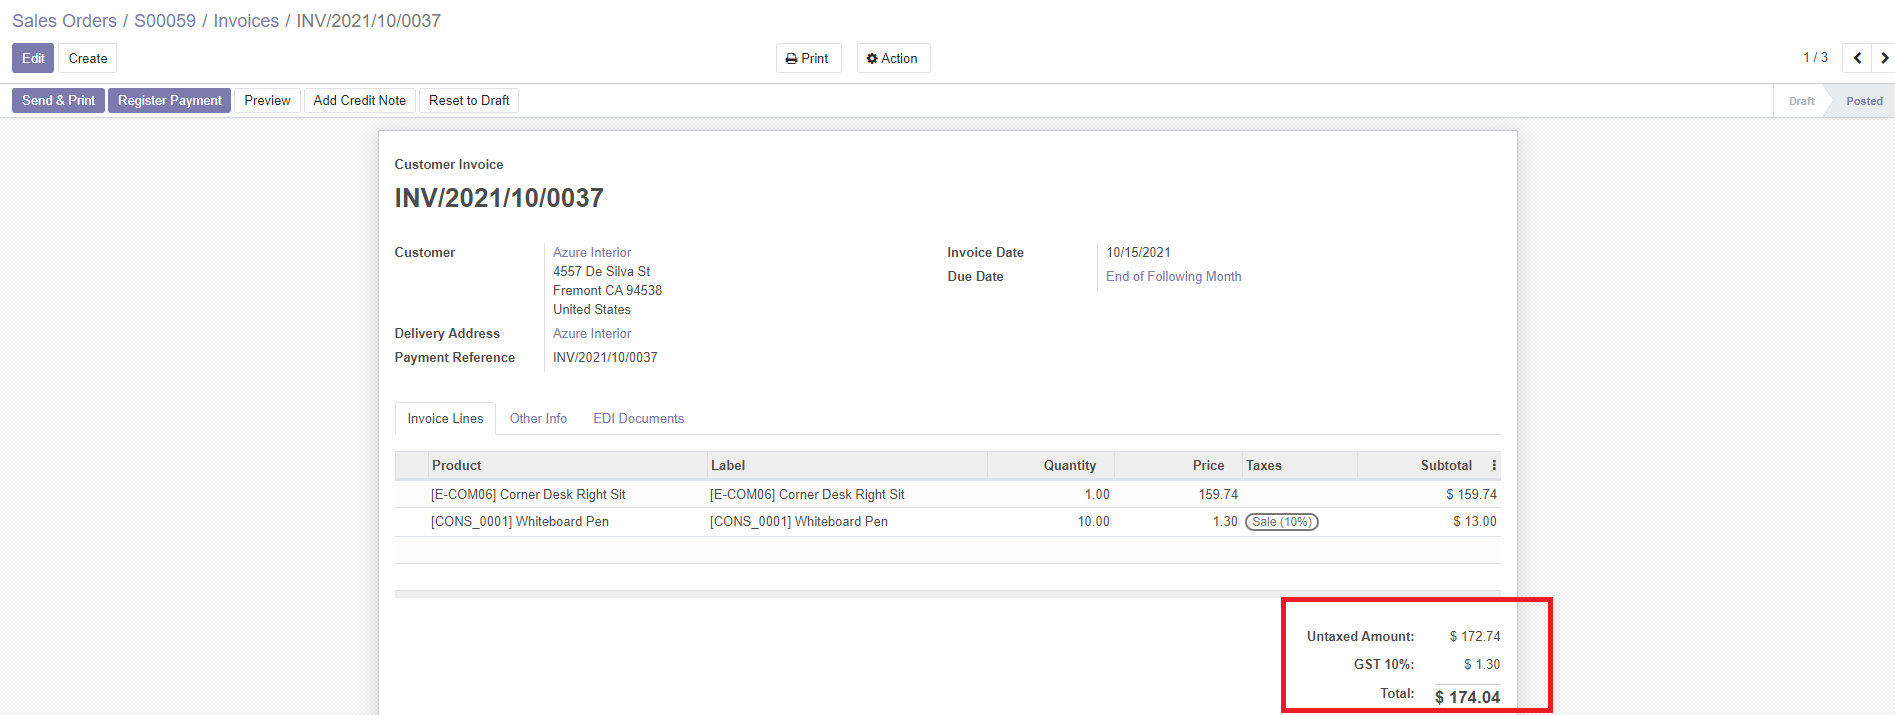 Sales Orders / S00059 / Invoices / INV/2021/10/0037
Edit Create Print Action 1 / 3
Send & Print Register Payment Preview Add Credit Note Reset to Draft Draft Posted
Customer Invoice
INV/2021/10/0037
Customer Azure Interior Invoice Date 10/15/2021
4557 De Silva St
Due Date End of Following Month
Fremont CA 94538
United States
Delivery Address Azure Interior
Payment Reference INV/2021/10/0037
Invoice Lines Other Info EDI Documents
Product Label Quantity Price Taxes Subtotal
[E-COM06] Corner Desk Right Sit [E-COM06] Corner Desk Right Sit 1.00 159.74 $ 159.74
[CONS_0001] Whiteboard Pen [CONS_0001] Whiteboard Pen 10.00 1.30 Sale (10%) $ 13.00
Untaxed Amount: $ 172.74
GST 10%: $ 1.30
Total: $ 174.04